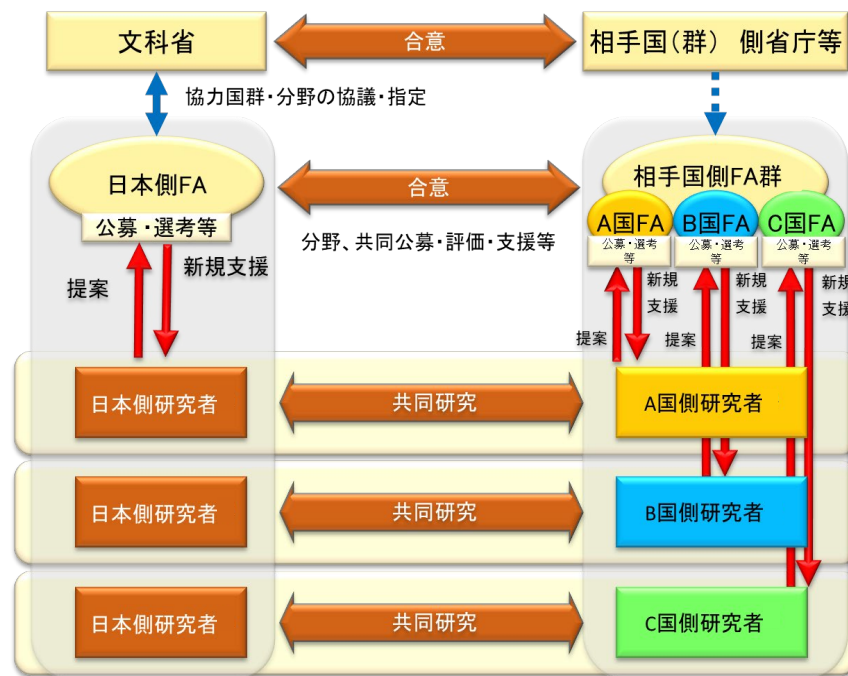 文科省
合意
相手国(群) 側省庁等
協力国群・分野の協議・指定
日本側FA
公募・選考等
合意
分野、共同公募・評価・支援等
相手国側FA群
A国FA
B国FA
C国FA
公募・選考
等
公募・選考
等
公募・選考
等
提案
新規支援
提案
新規
支援
提案
新規
支援
提案
新規
支援
日本側研究者
共同研究
A国側研究者
日本側研究者
共同研究
B国側研究者
日本側研究者
共同研究
C国側研究者